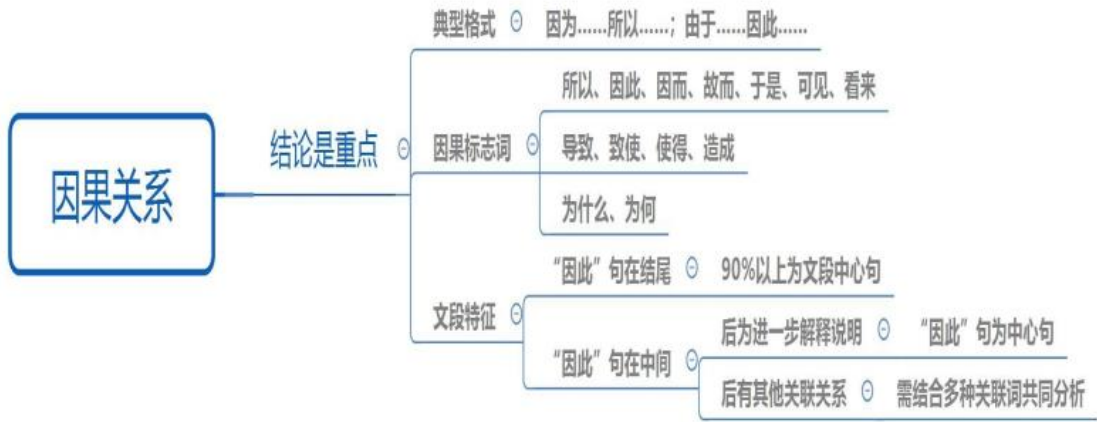 因果关系
结论是重点
典型格式 因为……所以……；由于……因此……
因果标志词
所以、因此、因而、故而、于是、可见、看来
导致、致使、使得、造成
为什么、为何
文段特征
“因此”句在结尾 90%以上为文段中心句
“因此”句在中间
后为进一步解释说明 “因此”句为中心句
后有其他关联关系 需结合多种关联词共同分析